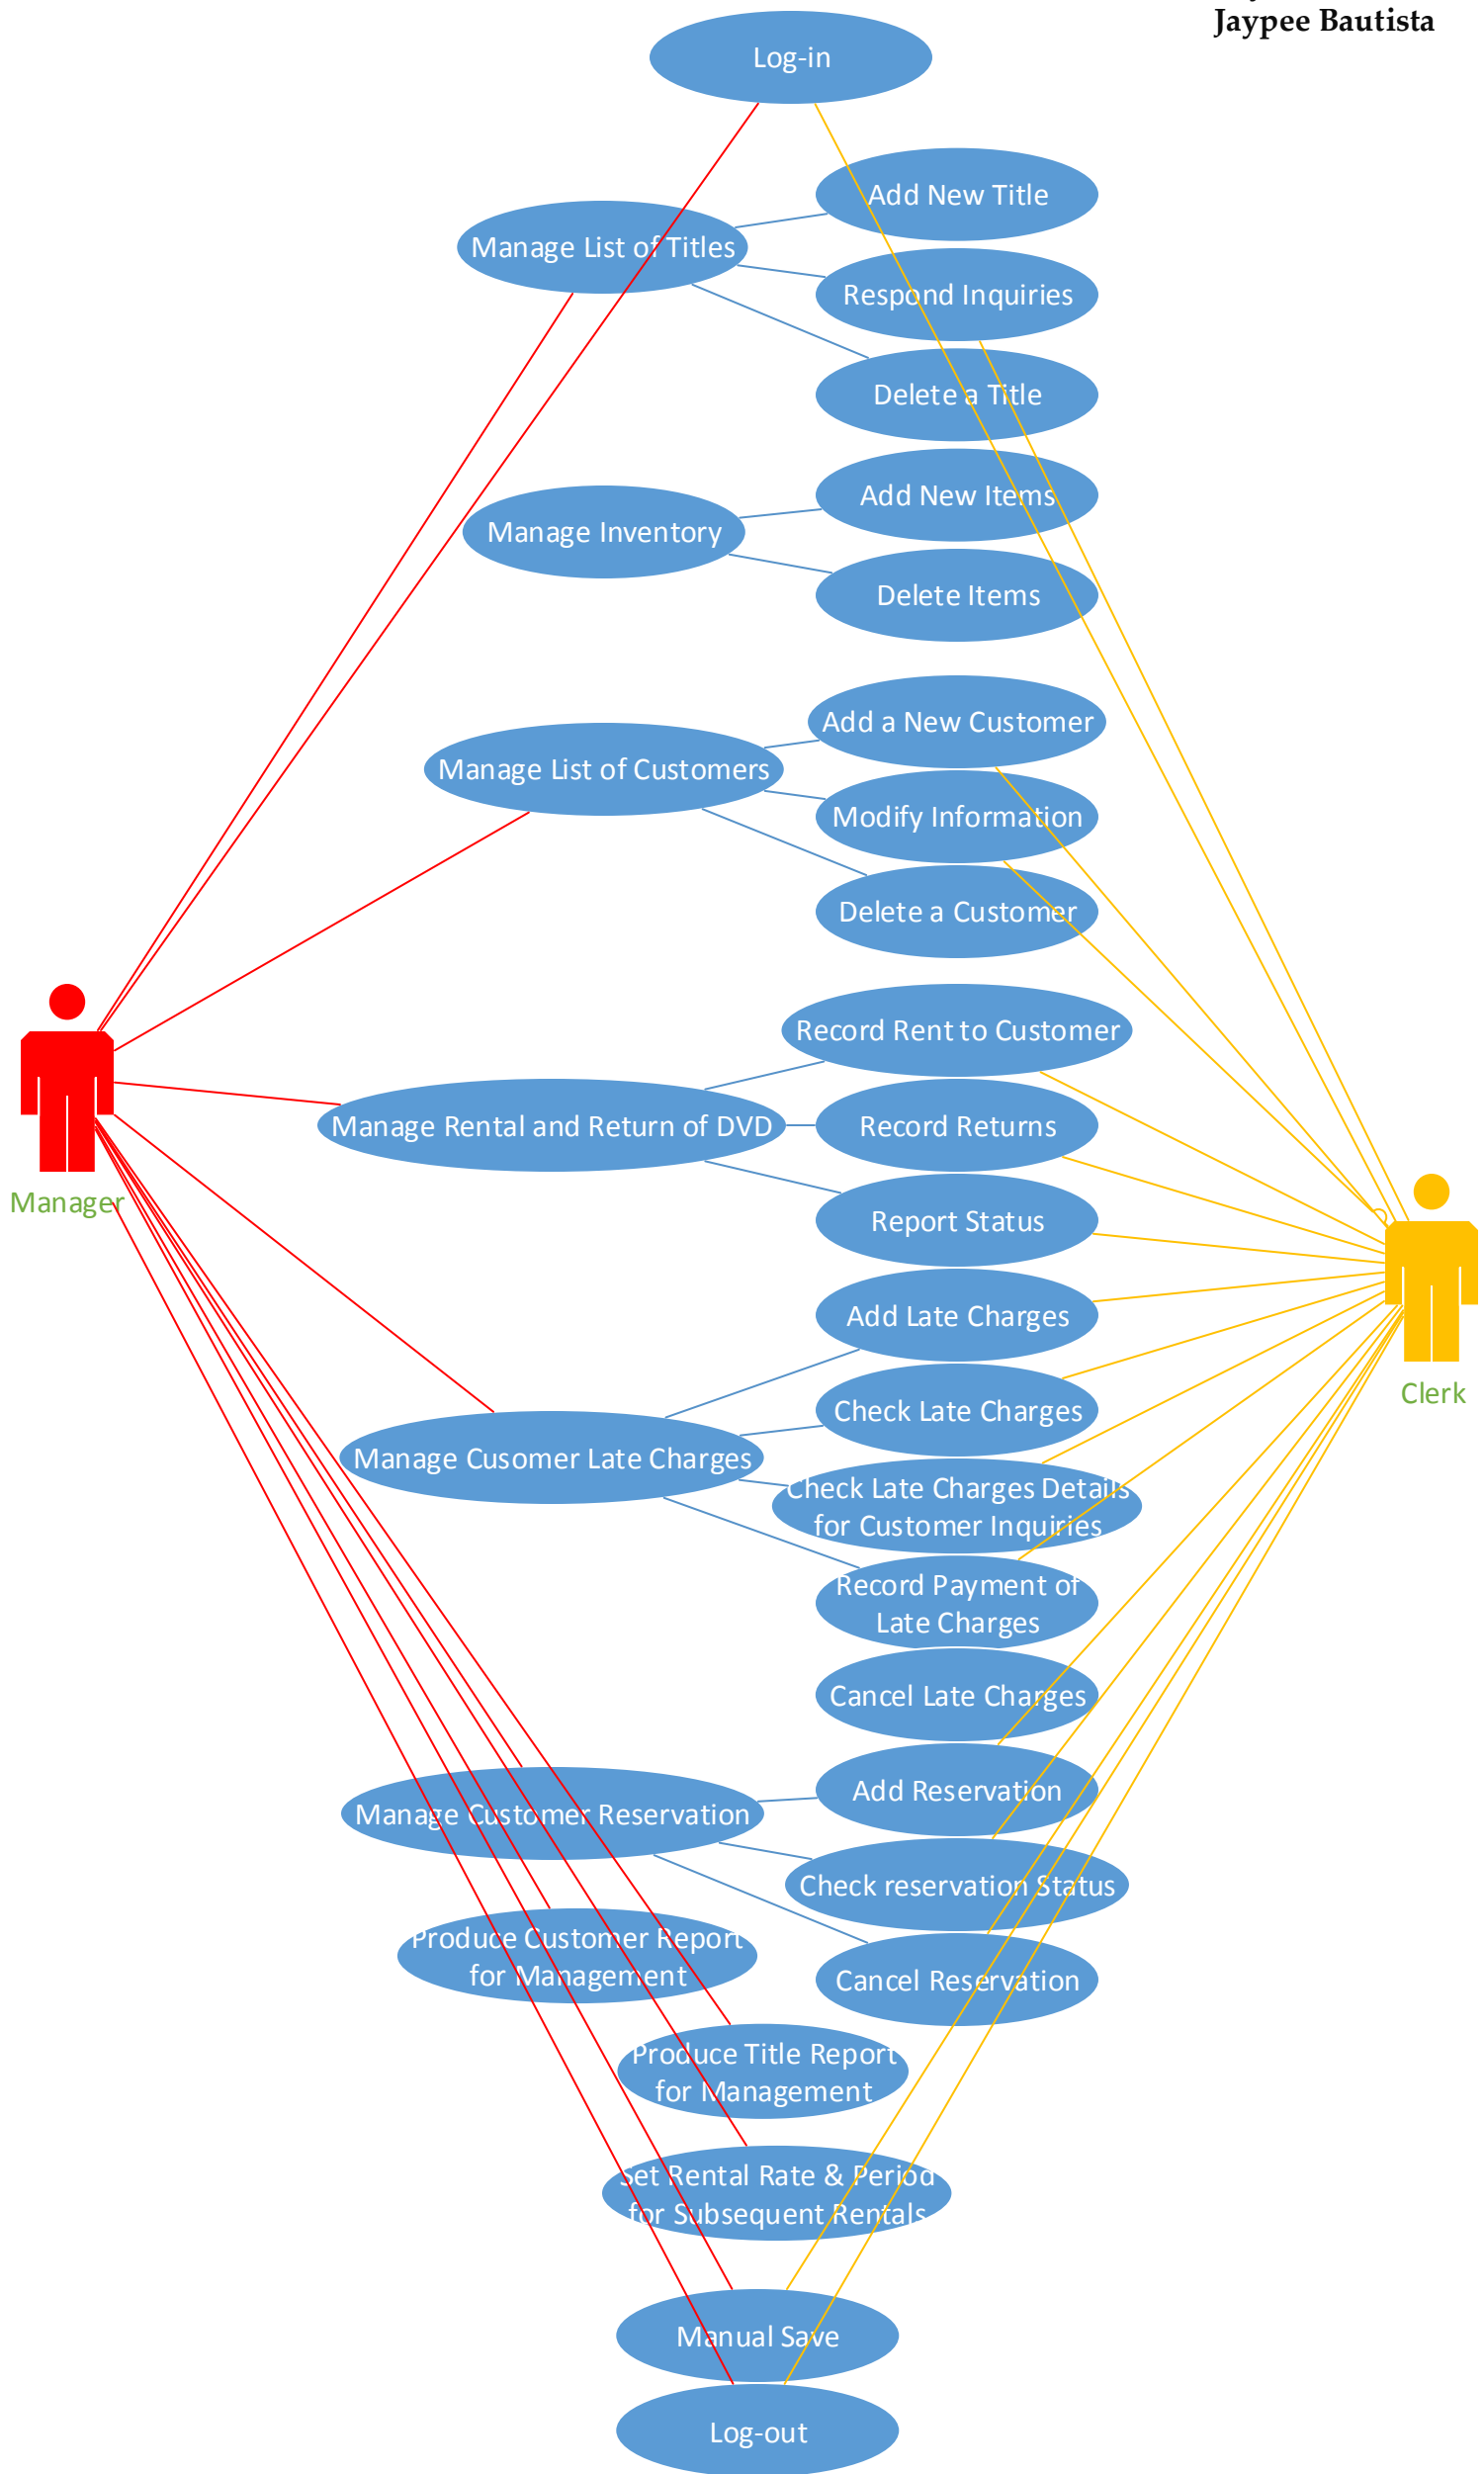 Jaypee Bautista
Log-in
Add New Title
Manage List of Titles
Respond Inquiries
Delete a Title
Add New Items
Manage Inventory
Delete Items
Add a New Customer
Manage List of Customers
Modify Information
Delete a Customer
Record Rent to Customer
Manage Rental and Return of DVD
Record Returns
Manager
Report Status
Add Late Charges
Clerk
Check Late Charges
Manage Cusomer Late Charges
Check Late Charges Details
for Customer Inquiries
Record Payment of
Late Charges
Cancel Late Charges
Add Reservation
Manage Customer Reservation
Check reservation Status
Produce Customer Report
for Management
Cancel Reservation
Produce Title Report
for Management
Set Rental Rate & Period
for Subsequent Rentals
Manual Save
Log-out